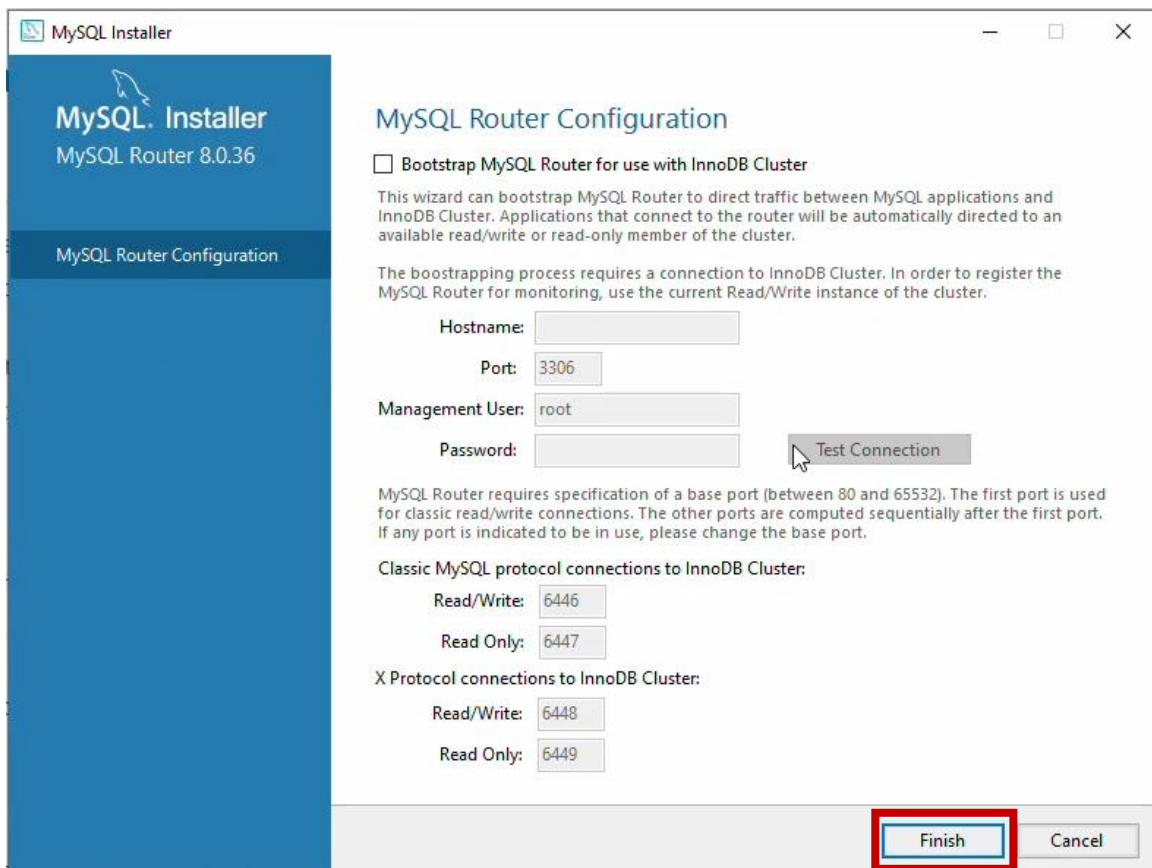 MySQL Installer
MySQL. Installer
MySQL Router 8.0.36
MySQL Router Configuration
MySQL Router Configuration
Bootstrap MySQL Router for use with InnoDB Cluster
This wizard can bootstrap MySQL Router to direct traffic between MySQL applications and
InnoDB Cluster. Applications that connect to the router will be automatically directed to an
available read/write or read-only member of the cluster.
The boostrapping process requires a connection to InnoDB Cluster. In order to register the
MySQL Router for monitoring, use the current Read/Write instance of the cluster.
Hostname:
Port: 3306
Management User: root
Password: Test Connection
MySQL Router requires specification of a base port (between 80 and 65532). The first port is used
for classic read/write connections. The other ports are computed sequentially after the first port.
If any port is indicated to be in use, please change the base port.
Classic MySQL protocol connections to InnoDB Cluster:
Read/Write: 6446
Read Only: 6447
X Protocol connections to InnoDB Cluster:
Read/Write: 6448
Read Only: 6449
Finish Cancel